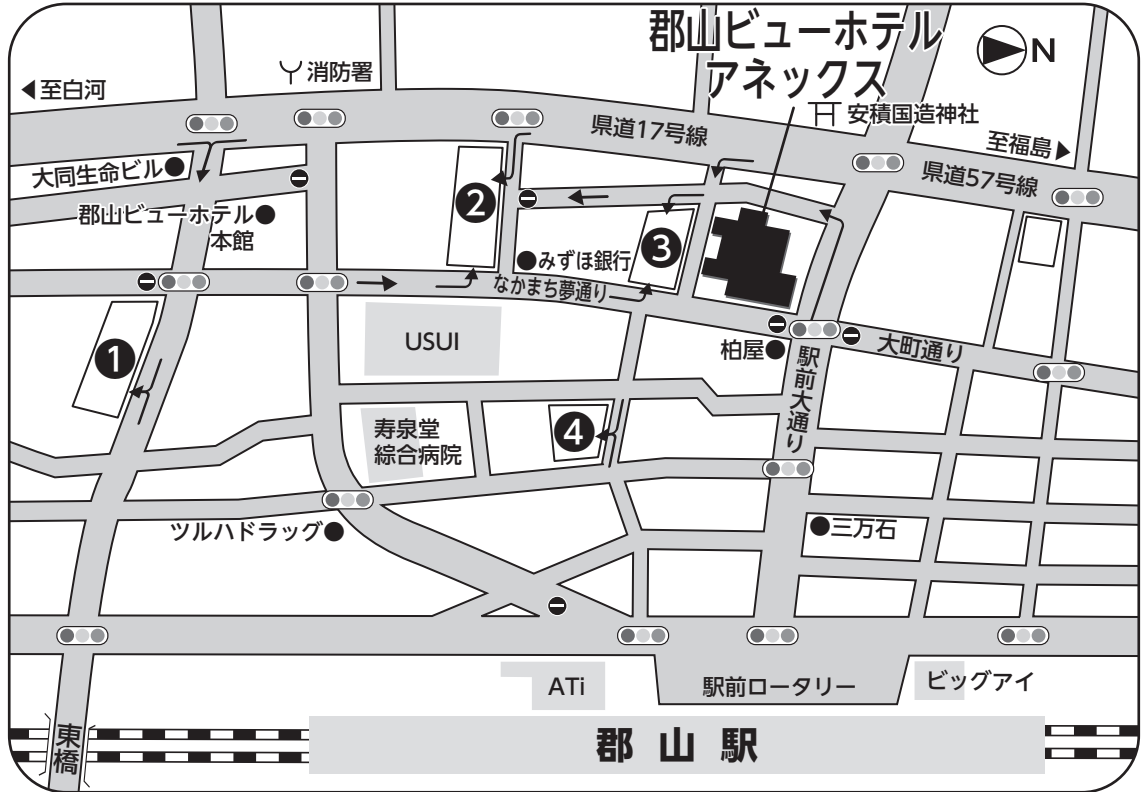 郡山ビューホテル
アネックス
N
消防署
◀至白河
安積国造神社
県道17号線
至福島▶
大同生命ビル●
県道57号線
郡山ビューホテル●
本館
❷
❸
●みずほ銀行
なかまち夢通り
❶
USUI
柏屋●
大町通り
駅前大通り
寿泉堂
綜合病院
❹
ツルハドラッグ●
●三万石
ATi
駅前ロータリー
ビッグアイ
東橋
郡山駅